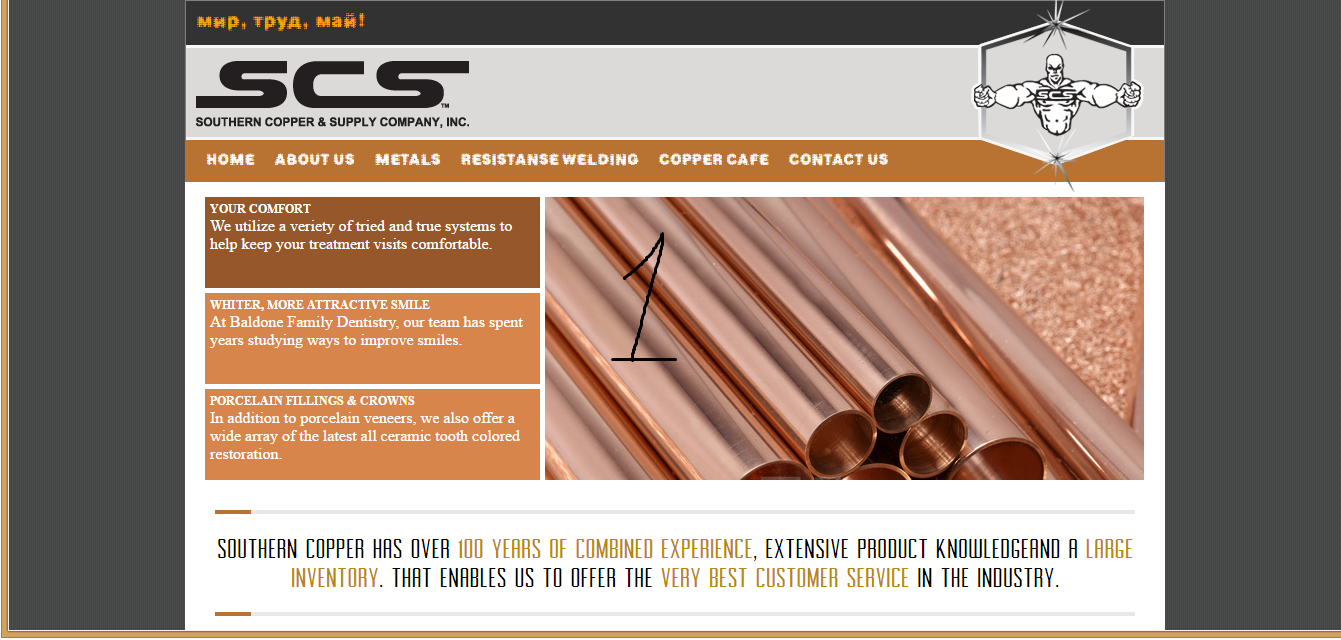 мир, труд, май!
SCS™
SOUTHERN COPPER & SUPPLY COMPANY, INC.
SCS
HOME ABOUT US METALS RESISTANSE WELDING COPPER CAFE CONTACT US
YOUR COMFORT
We utilize a veriety of tried and true systems to
help keep your treatment visits comfortable.
WHITER, MORE ATTRACTIVE SMILE
At Baldone Family Dentistry, our team has spent
years studying ways to improve smiles.
PORCELAIN FILLINGS & CROWNS
In addition to porcelain veneers, we also offer a
wide array of the latest all ceramic tooth colored
restoration.
1
SOUTHERN COPPER HAS OVER 100 YEARS OF COMBINED EXPERIENCE, EXTENSIVE PRODUCT KNOWLEDGEAND A LARGE
INVENTORY. THAT ENABLES US TO OFFER THE VERY BEST CUSTOMER SERVICE IN THE INDUSTRY.